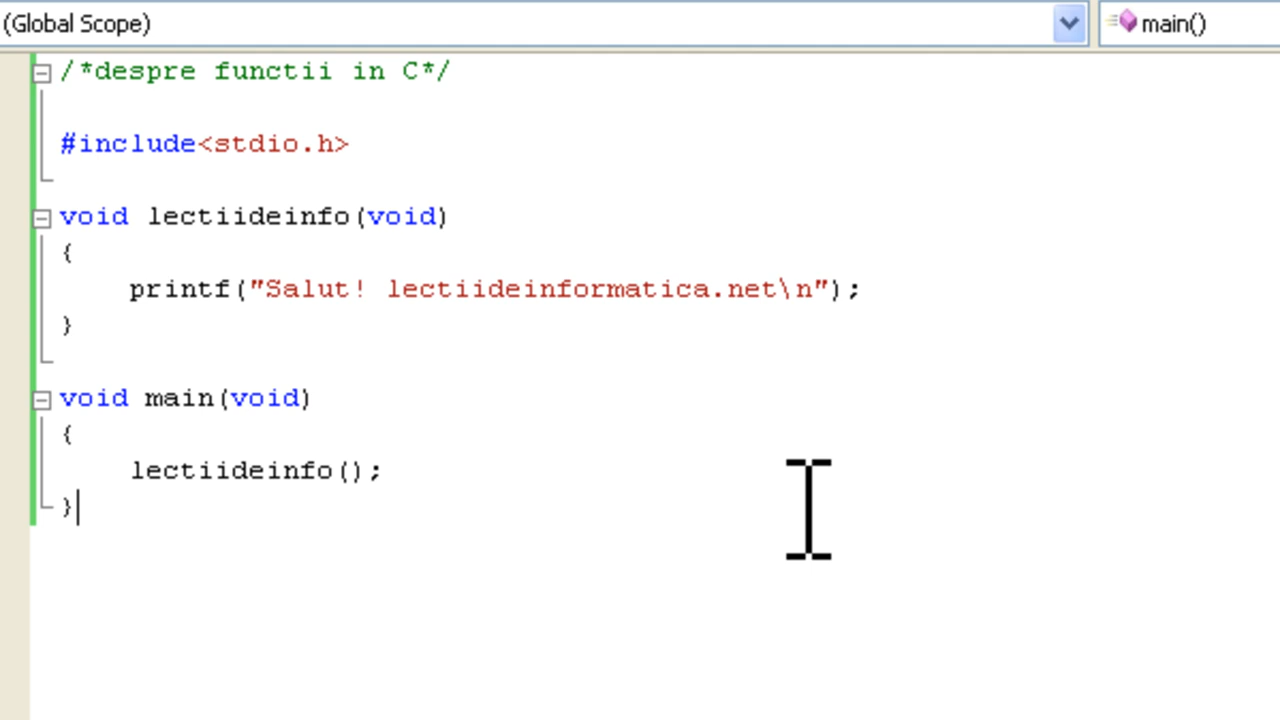 (Global Scope) main()
/*despre functii in C*/
#include<stdio.h>
void lectiideinfo(void)
{
printf("Salut! lectiideinformatica.net\n");
}
void main(void)
{
lectiideinfo();
}